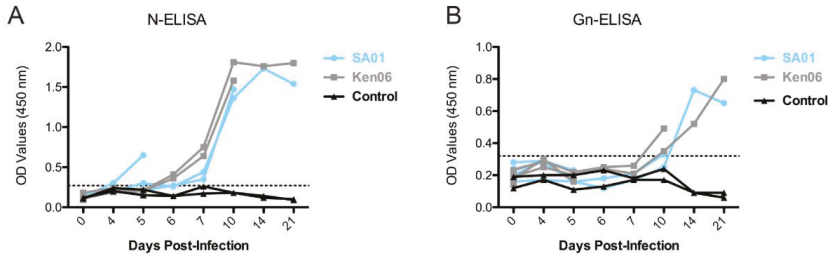 A
N-ELISA
OD Values (450 nm)
2.0
1.5
1.0
0.5
0.0
0 4 5 6 7 10 14 21
Days Post-Infection
SA01
Ken06
Control
B
Gn-ELISA
OD Values (450 nm)
1.0
0.8
0.6
0.4
0.2
0.0
0 4 5 6 7 10 14 21
Days Post-Infection
SA01
Ken06
Control